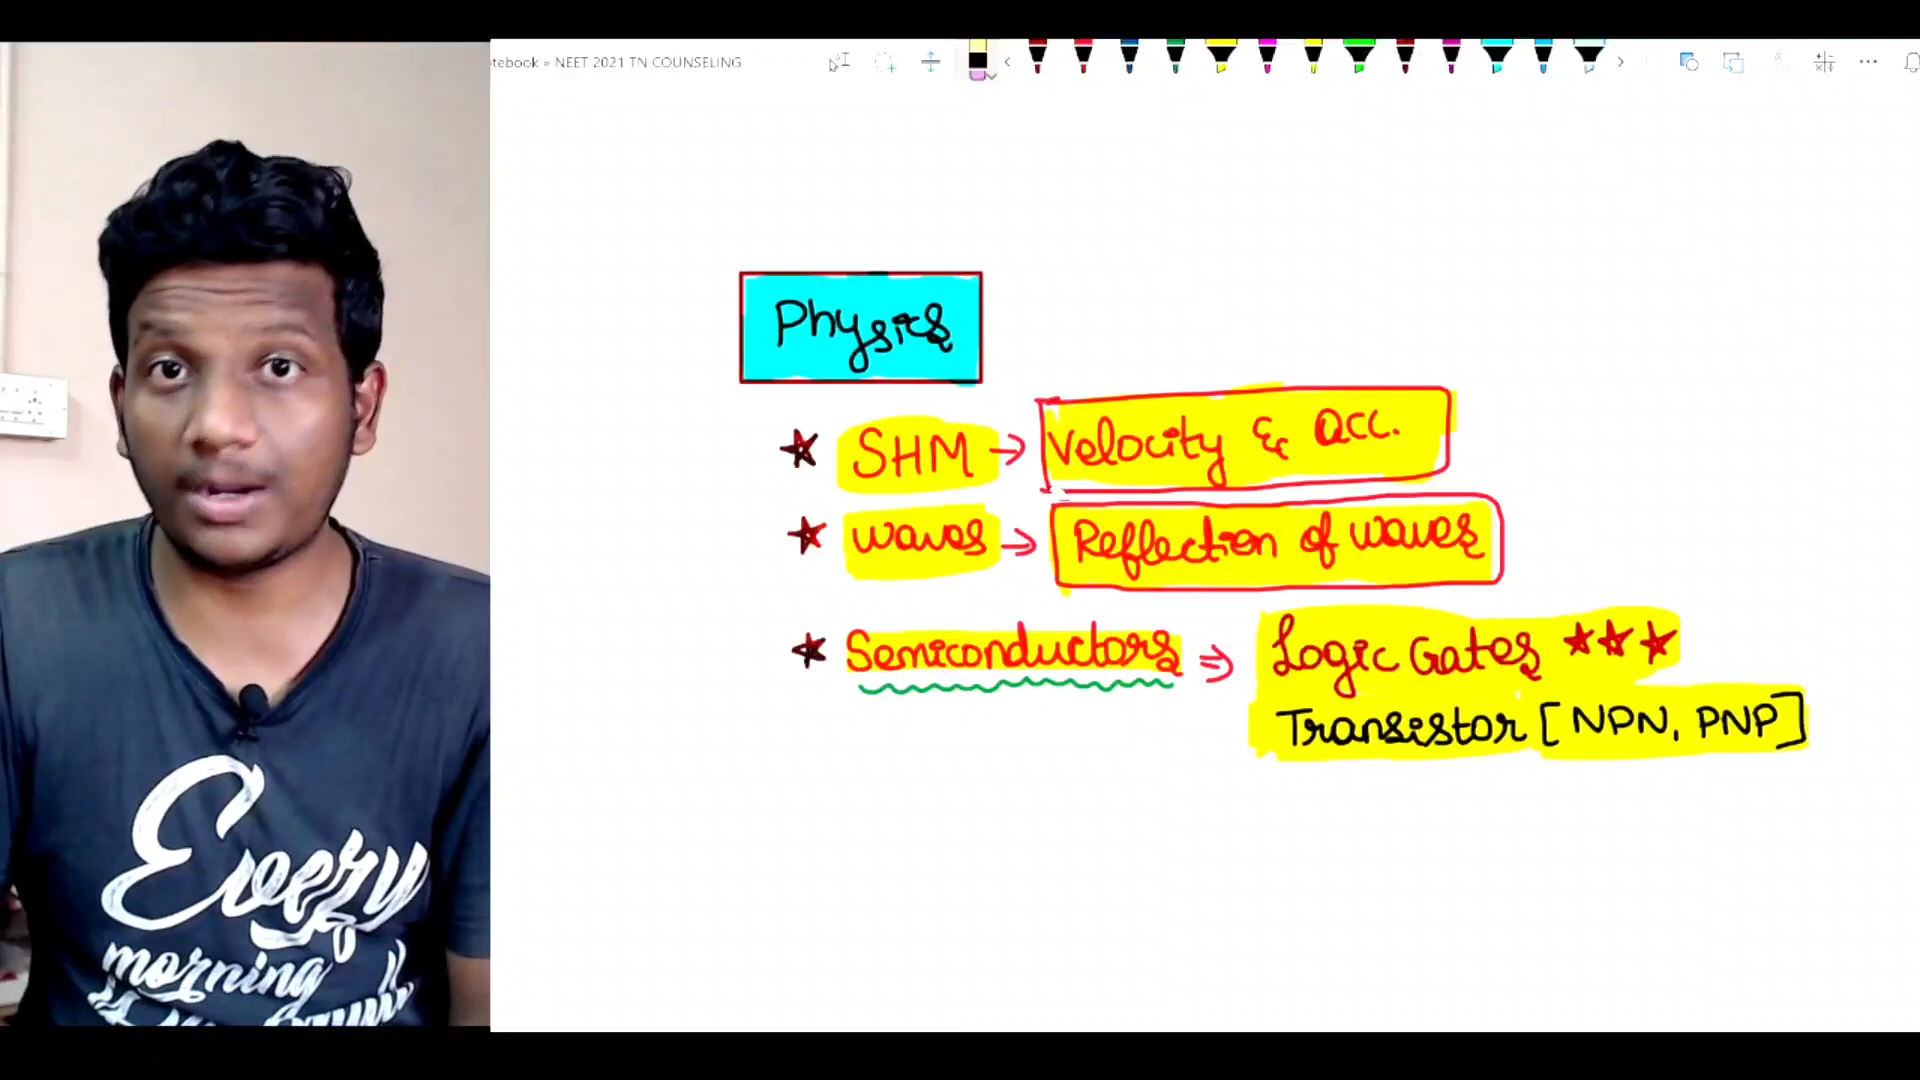 tebook » NEET 2021 TN COUNSELING
Physics
SHM → Velocity & acc.
waves → Reflection of waves
Semiconductors ⇒ Logic Gates ★★★
Transistor [NPN, PNP]
Every
morning